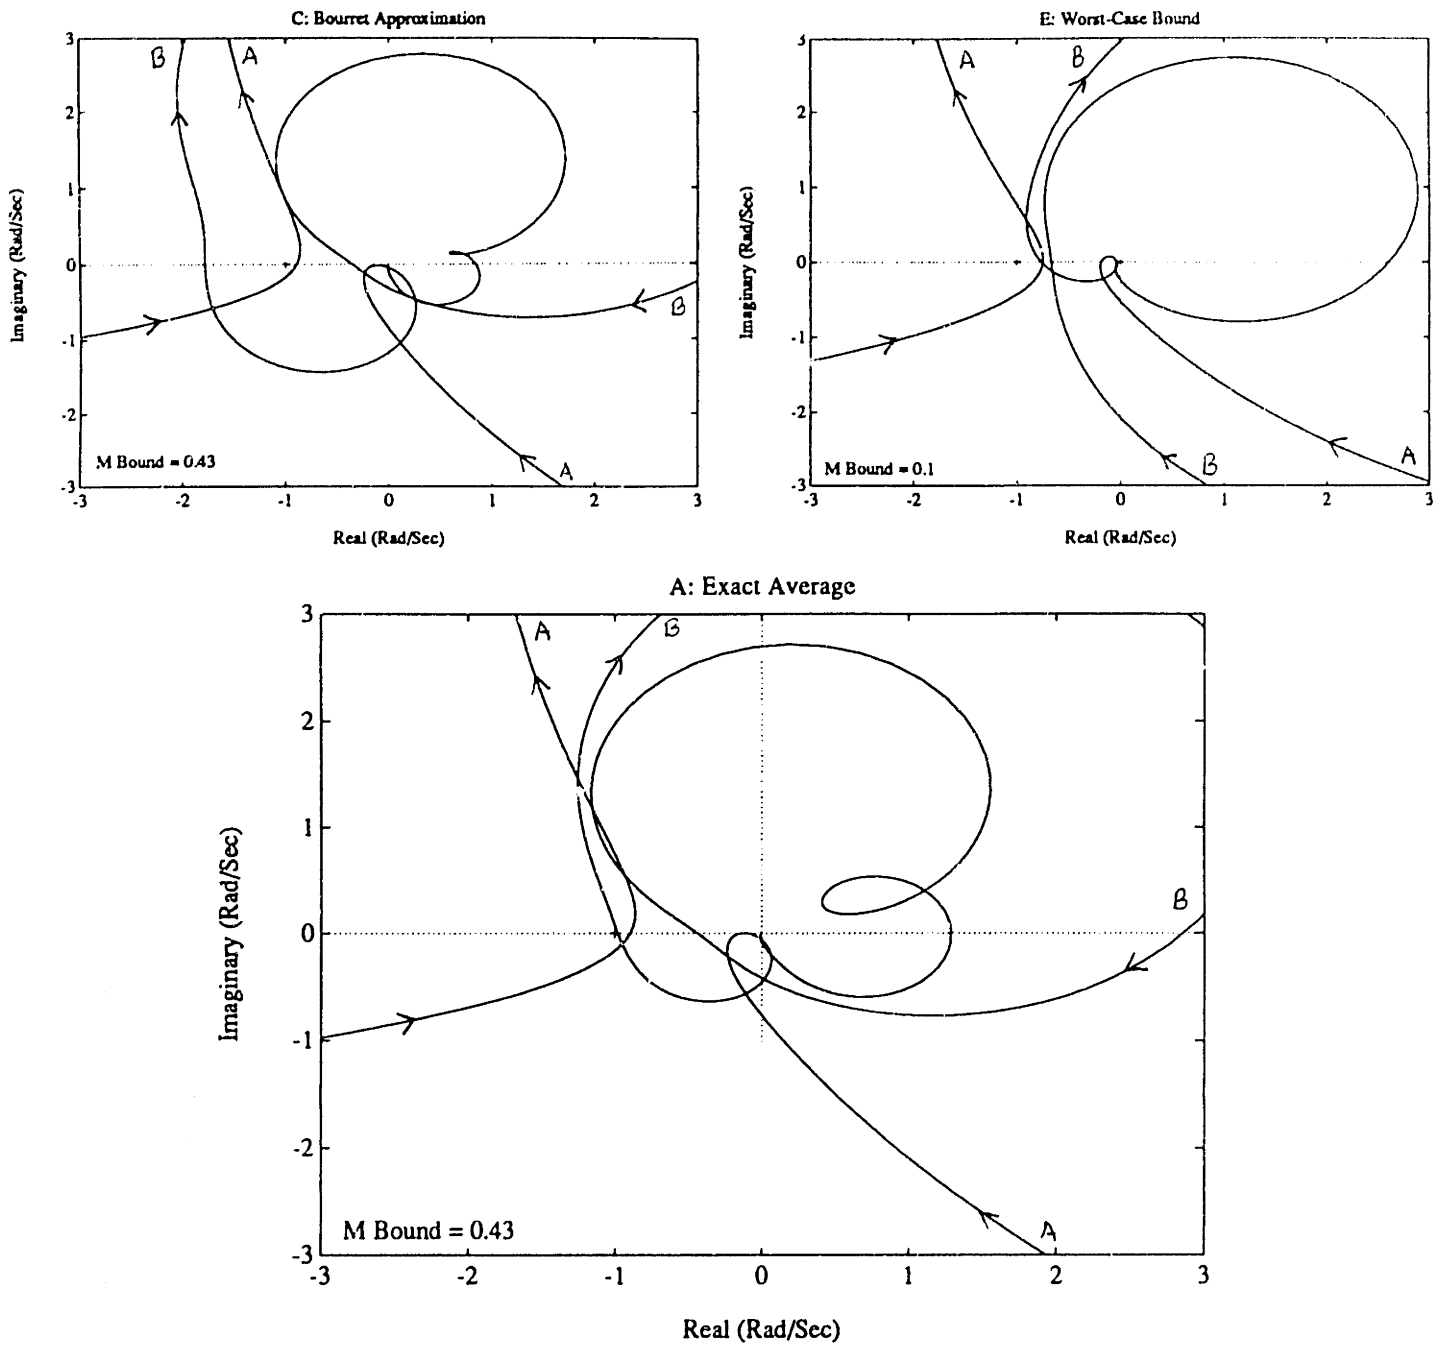 C: Bourret Approximation
3
2
1
0
-1
-2
-3
Imaginary (Rad/Sec)
B
A
B
A
M Bound = 0.43
-3 -2 -1 0 1 2 3
Real (Rad/Sec)
E: Worst-Case Bound
3
2
1
0
-1
-2
-3
Imaginary (Rad/Sec)
A
B
B
A
M Bound = 0.1
-3 -2 -1 0 1 2 3
Real (Rad/Sec)
A: Exact Average
3
2
1
0
-1
-2
-3
Imaginary (Rad/Sec)
A
B
B
A
M Bound = 0.43
-3 -2 -1 0 1 2 3
Real (Rad/Sec)